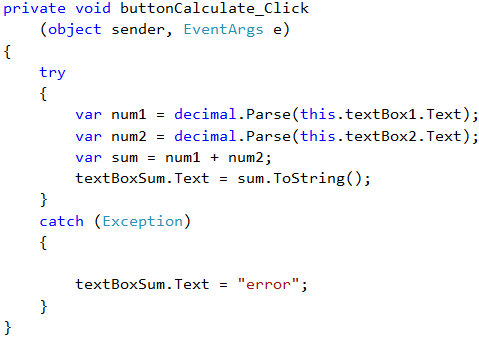 private void buttonCalculate_Click
    (object sender, EventArgs e)
{
    try
    {
        var num1 = decimal.Parse(this.textBox1.Text);
        var num2 = decimal.Parse(this.textBox2.Text);
        var sum = num1 + num2;
        textBoxSum.Text = sum.ToString();
    }
    catch (Exception)
    {

        textBoxSum.Text = "error";
    }
}